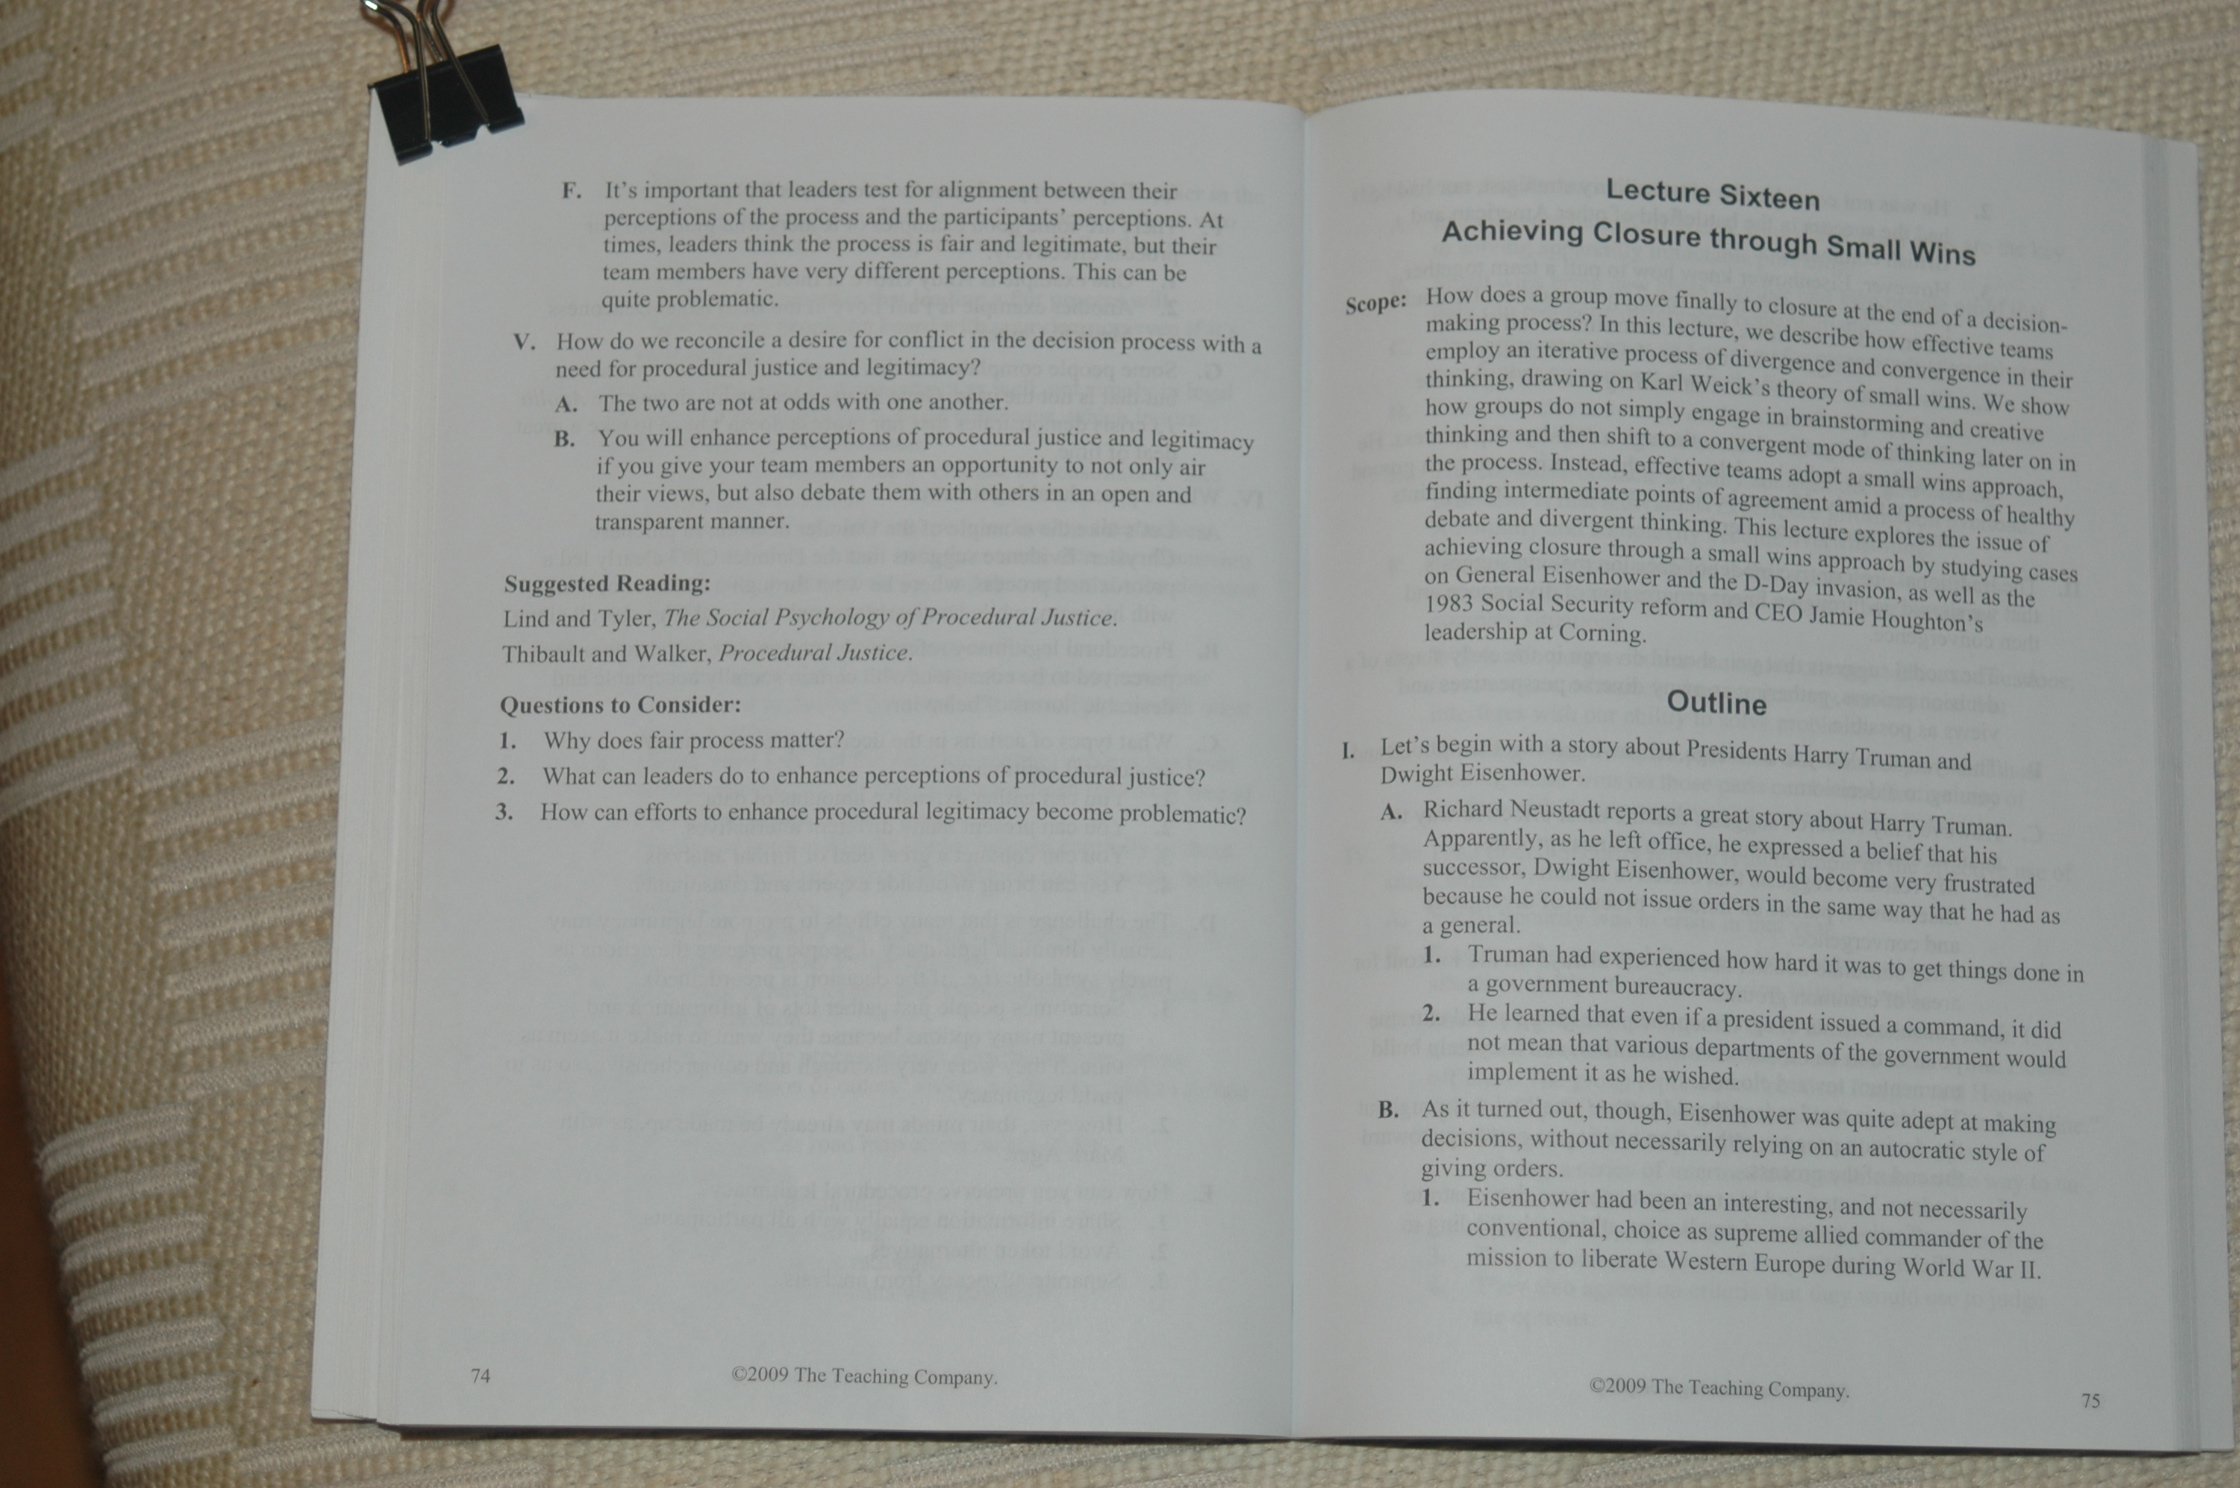 F. It's important that leaders test for alignment between their
perceptions of the process and the participants' perceptions. At
times, leaders think the process is fair and legitimate, but their
team members have very different perceptions. This can be
quite problematic.
V. How do we reconcile a desire for conflict in the decision process with a
need for procedural justice and legitimacy?
A. The two are not at odds with one another.
B. You will enhance perceptions of procedural justice and legitimacy
if you give your team members an opportunity to not only air
their views, but also debate them with others in an open and
transparent manner.
Suggested Reading:
Lind and Tyler, The Social Psychology of Procedural Justice.
Thibault and Walker, Procedural Justice.
Questions to Consider:
1. Why does fair process matter?
2. What can leaders do to enhance perceptions of procedural justice?
3. How can efforts to enhance procedural legitimacy become problematic?
74
©2009 The Teaching Company.
Lecture Sixteen
Achieving Closure through Small Wins
Scope: How does a group move finally to closure at the end of a decision-
making process? In this lecture, we describe how effective teams
employ an iterative process of divergence and convergence in their
thinking, drawing on Karl Weick's theory of small wins. We show
how groups do not simply engage in brainstorming and creative
thinking and then shift to a convergent mode of thinking later on in
the process. Instead, effective teams adopt a small wins approach,
finding intermediate points of agreement amid a process of healthy
debate and divergent thinking. This lecture explores the issue of
achieving closure through a small wins approach by studying cases
on General Eisenhower and the D-Day invasion, as well as the
1983 Social Security reform and CEO Jamie Houghton's
leadership at Corning.
Outline
I. Let's begin with a story about Presidents Harry Truman and
Dwight Eisenhower.
A. Richard Neustadt reports a great story about Harry Truman.
Apparently, as he left office, he expressed a belief that his
successor, Dwight Eisenhower, would become very frustrated
because he could not issue orders in the same way that he had as
a general.
1. Truman had experienced how hard it was to get things done in
a government bureaucracy.
2. He learned that even if a president issued a command, it did
not mean that various departments of the government would
implement it as he wished.
B. As it turned out, though, Eisenhower was quite adept at making
decisions, without necessarily relying on an autocratic style of
giving orders.
1. Eisenhower had been an interesting, and not necessarily
conventional, choice as supreme allied commander of the
mission to liberate Western Europe during World War II.
©2009 The Teaching Company.
75